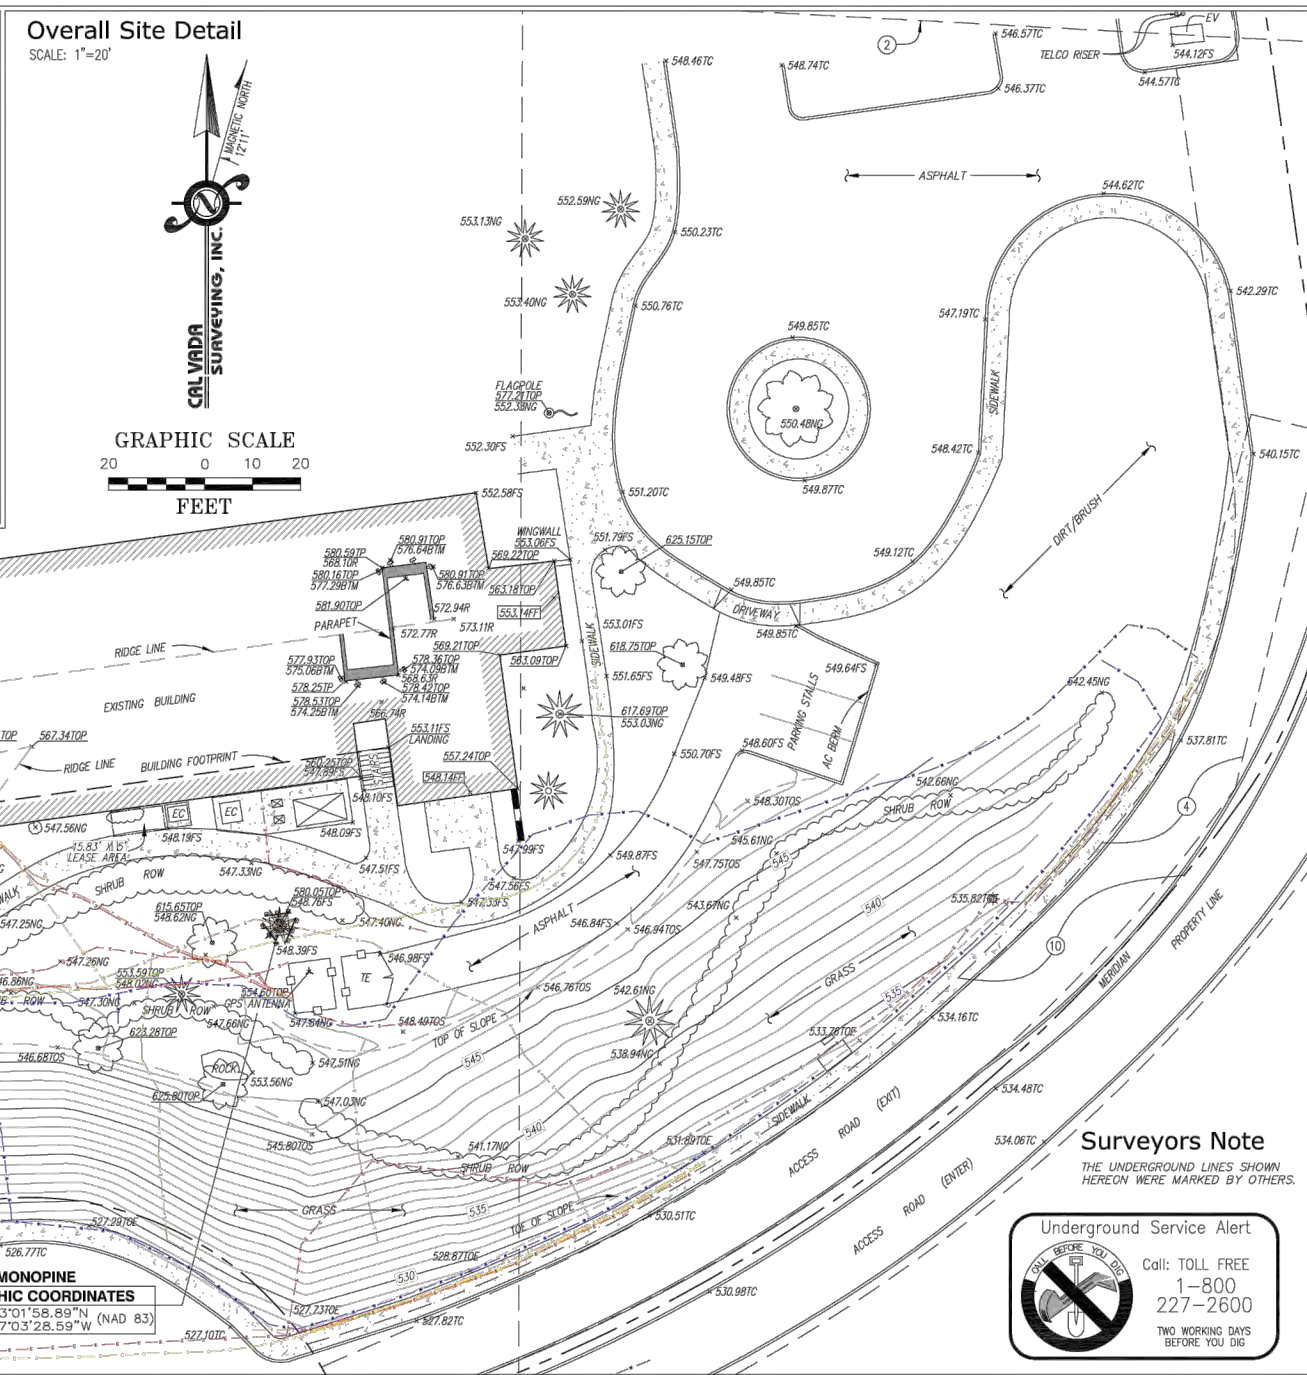 Overall Site Detail
SCALE: 1"=20'
MAGNETIC NORTH
12°11'
CAL VADA
SURVEYING, INC.
GRAPHIC SCALE
20 0 10 20
FEET
2
546.57TC
EV
TELCO RISER
544.12FS
544.57TC
548.46TC
548.74TC
546.37TC
ASPHALT
544.62TC
552.59NG
553.13NG
550.23TC
553.40NG
550.76TC
542.29TC
547.19TC
549.85TC
SIDEWALK
FLAGPOLE
577.21TOP
552.38NG
550.48NG
552.30FS
548.42TC
540.15TC
549.87TC
552.58FS
551.20TC
DIRT/BRUSH
WINGWALL
553.06FS
551.79FS
625.15TOP
549.12TC
580.91TOP
576.64BTM
580.59TP
568.10R
580.16TOP
577.29BTM
569.22TOP
580.91TOP
576.63BTM
563.18TOP
549.85TC
581.90TOP
PARAPET
572.94R
573.11R
572.77R
553.14FF
DRIVEWAY
549.85TC
553.01FS
SIDEWALK
618.75TOP
569.21TOP
563.09TOP
RIDGE LINE
577.93TOP
575.06BTM
578.36TOP
574.09BTM
568.63R
578.25TP
578.42TOP
574.14BTM
578.53TOP
574.25BTM
566.74R
549.64FS
551.65FS
549.48FS
542.45NG
EXISTING BUILDING
617.69TOP
553.03NG
PARKING STALLS
AC BERM
553.11FS
LANDING
567.34TOP
RIDGE LINE
BUILDING FOOTPRINT
560.25TOP
547.89FS
STAIRS
557.24TOP
548.14FF
550.70FS
548.60FS
537.81TC
542.66NG
SHRUB ROW
4
548.10FS
548.30TOS
EC
EC
547.56NG
548.19FS
548.09FS
15.83' X 5'
LEASE AREA
547.99FS
549.87FS
545.61NG
547.75TOS
545
547.51FS
547.56FS
547.33NG
SHRUB ROW
580.05TOP
548.76FS
547.35FS
535.82TOE
540
543.67NG
615.65TOP
548.62NG
547.40NG
ASPHALT
546.84FS
546.94TOS
547.25NG
548.39FS
546.98FS
10
PROPERTY LINE
MERIDIAN
547.26NG
553.59TOP
548.02NG
TE
GRASS
554.60TOP
GPS ANTENNA
546.76TOS
542.61NG
535
547.30NG
SHRUB ROW
547.66NG
547.84NG
548.49TOS
534.16TC
TOP OF SLOPE
533.76TOE
623.28TOP
546.68TOS
547.51NG
545
538.94NG
ROCK
553.56NG
534.48TC
625.80TOP
547.03NG
SIDEWALK
540
ACCESS ROAD (EXIT)
545.80TOS
541.17NG
SHRUB ROW
531.89TOE
534.06TC
Surveyors Note
THE UNDERGROUND LINES SHOWN
HEREON WERE MARKED BY OTHERS.
ACCESS ROAD (ENTER)
GRASS
535
TOE OF SLOPE
530.51TC
527.29TOE
526.77TC
528.87TOE
530
MONOPINE
HIC COORDINATES
3°01'58.89"N
7°03'28.59"W (NAD 83)
530.98TC
527.73TOE
527.82TC
527.10TC
Underground Service Alert
CALL BEFORE YOU DIG
Call: TOLL FREE
1-800
227-2600
TWO WORKING DAYS
BEFORE YOU DIG